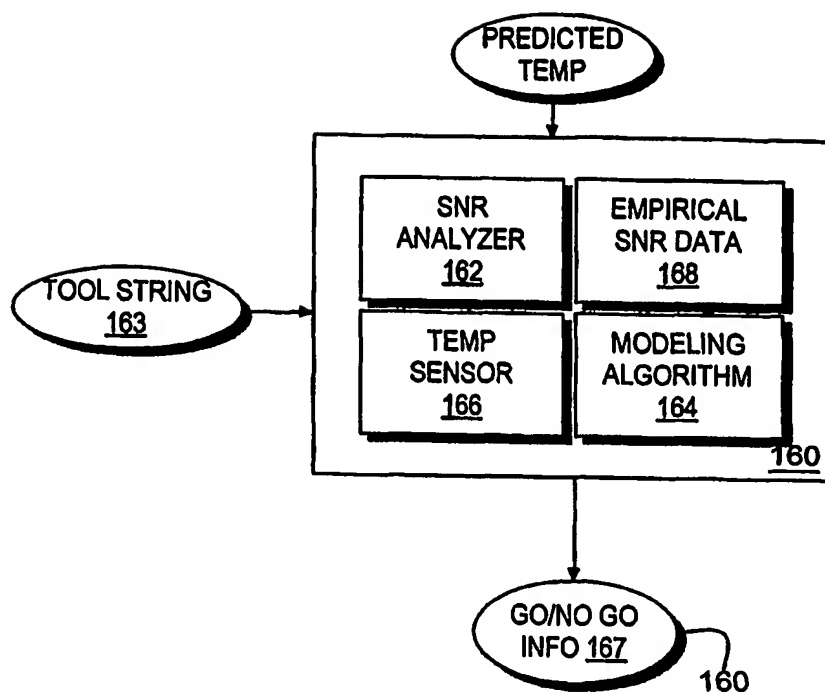 PREDICTED
TEMP
SNR
ANALYZER
162
EMPIRICAL
SNR DATA
168
TOOL STRING
163
TEMP
SENSOR
166
MODELING
ALGORITHM
164
160
GO/NO GO
INFO 167
160